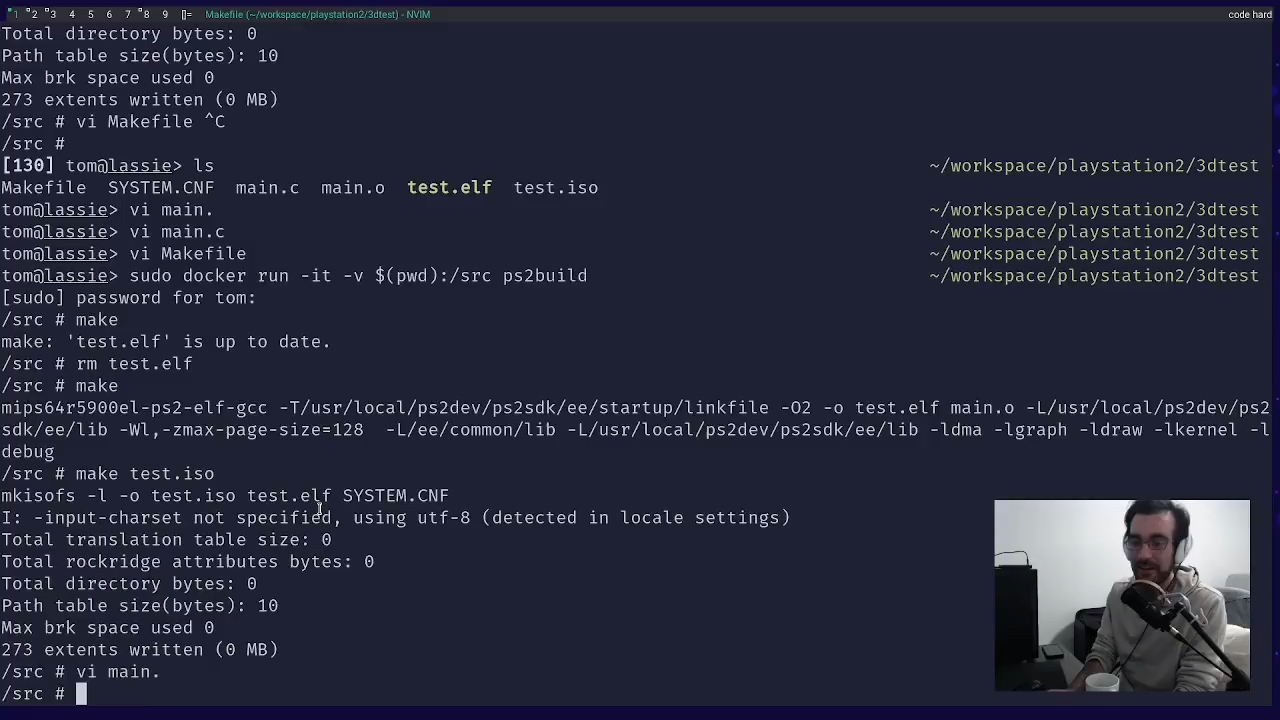 1 2 3 4 5 6 7 8 9 []= Makefile (~/workspace/playstation2/3dtest) - NVIM code hard
Total directory bytes: 0
Path table size(bytes): 10
Max brk space used 0
273 extents written (0 MB)
/src # vi Makefile ^C
/src #
[130] tom@lassie> ls ~/workspace/playstation2/3dtest
Makefile SYSTEM.CNF main.c main.o test.elf test.iso
tom@lassie> vi main. ~/workspace/playstation2/3dtest
tom@lassie> vi main.c ~/workspace/playstation2/3dtest
tom@lassie> vi Makefile ~/workspace/playstation2/3dtest
tom@lassie> sudo docker run -it -v $(pwd):/src ps2build ~/workspace/playstation2/3dtest
[sudo] password for tom:
/src # make
make: 'test.elf' is up to date.
/src # rm test.elf
/src # make
mips64r5900el-ps2-elf-gcc -T/usr/local/ps2dev/ps2sdk/ee/startup/linkfile -O2 -o test.elf main.o -L/usr/local/ps2dev/ps2
sdk/ee/lib -Wl,-zmax-page-size=128  -L/ee/common/lib -L/usr/local/ps2dev/ps2sdk/ee/lib -ldma -lgraph -ldraw -lkernel -l
debug
/src # make test.iso
mkisofs -l -o test.iso test.elf SYSTEM.CNF
I: -input-charset not specified, using utf-8 (detected in locale settings)
Total translation table size: 0
Total rockridge attributes bytes: 0
Total directory bytes: 0
Path table size(bytes): 10
Max brk space used 0
273 extents written (0 MB)
/src # vi main.
/src #